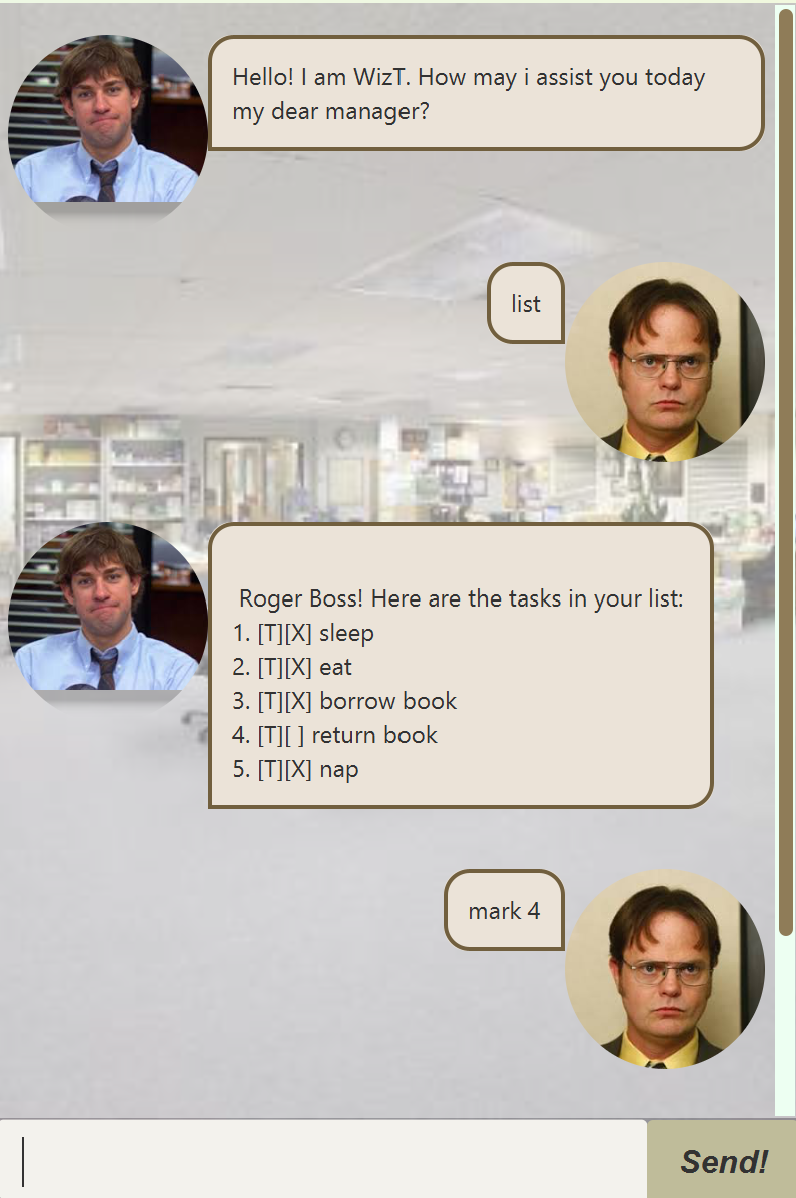 Hello! I am WizT. How may i assist you today
my dear manager?
list
Roger Boss! Here are the tasks in your list:
1. [T][X] sleep
2. [T][X] eat
3. [T][X] borrow book
4. [T][ ] return book
5. [T][X] nap
mark 4
Send!